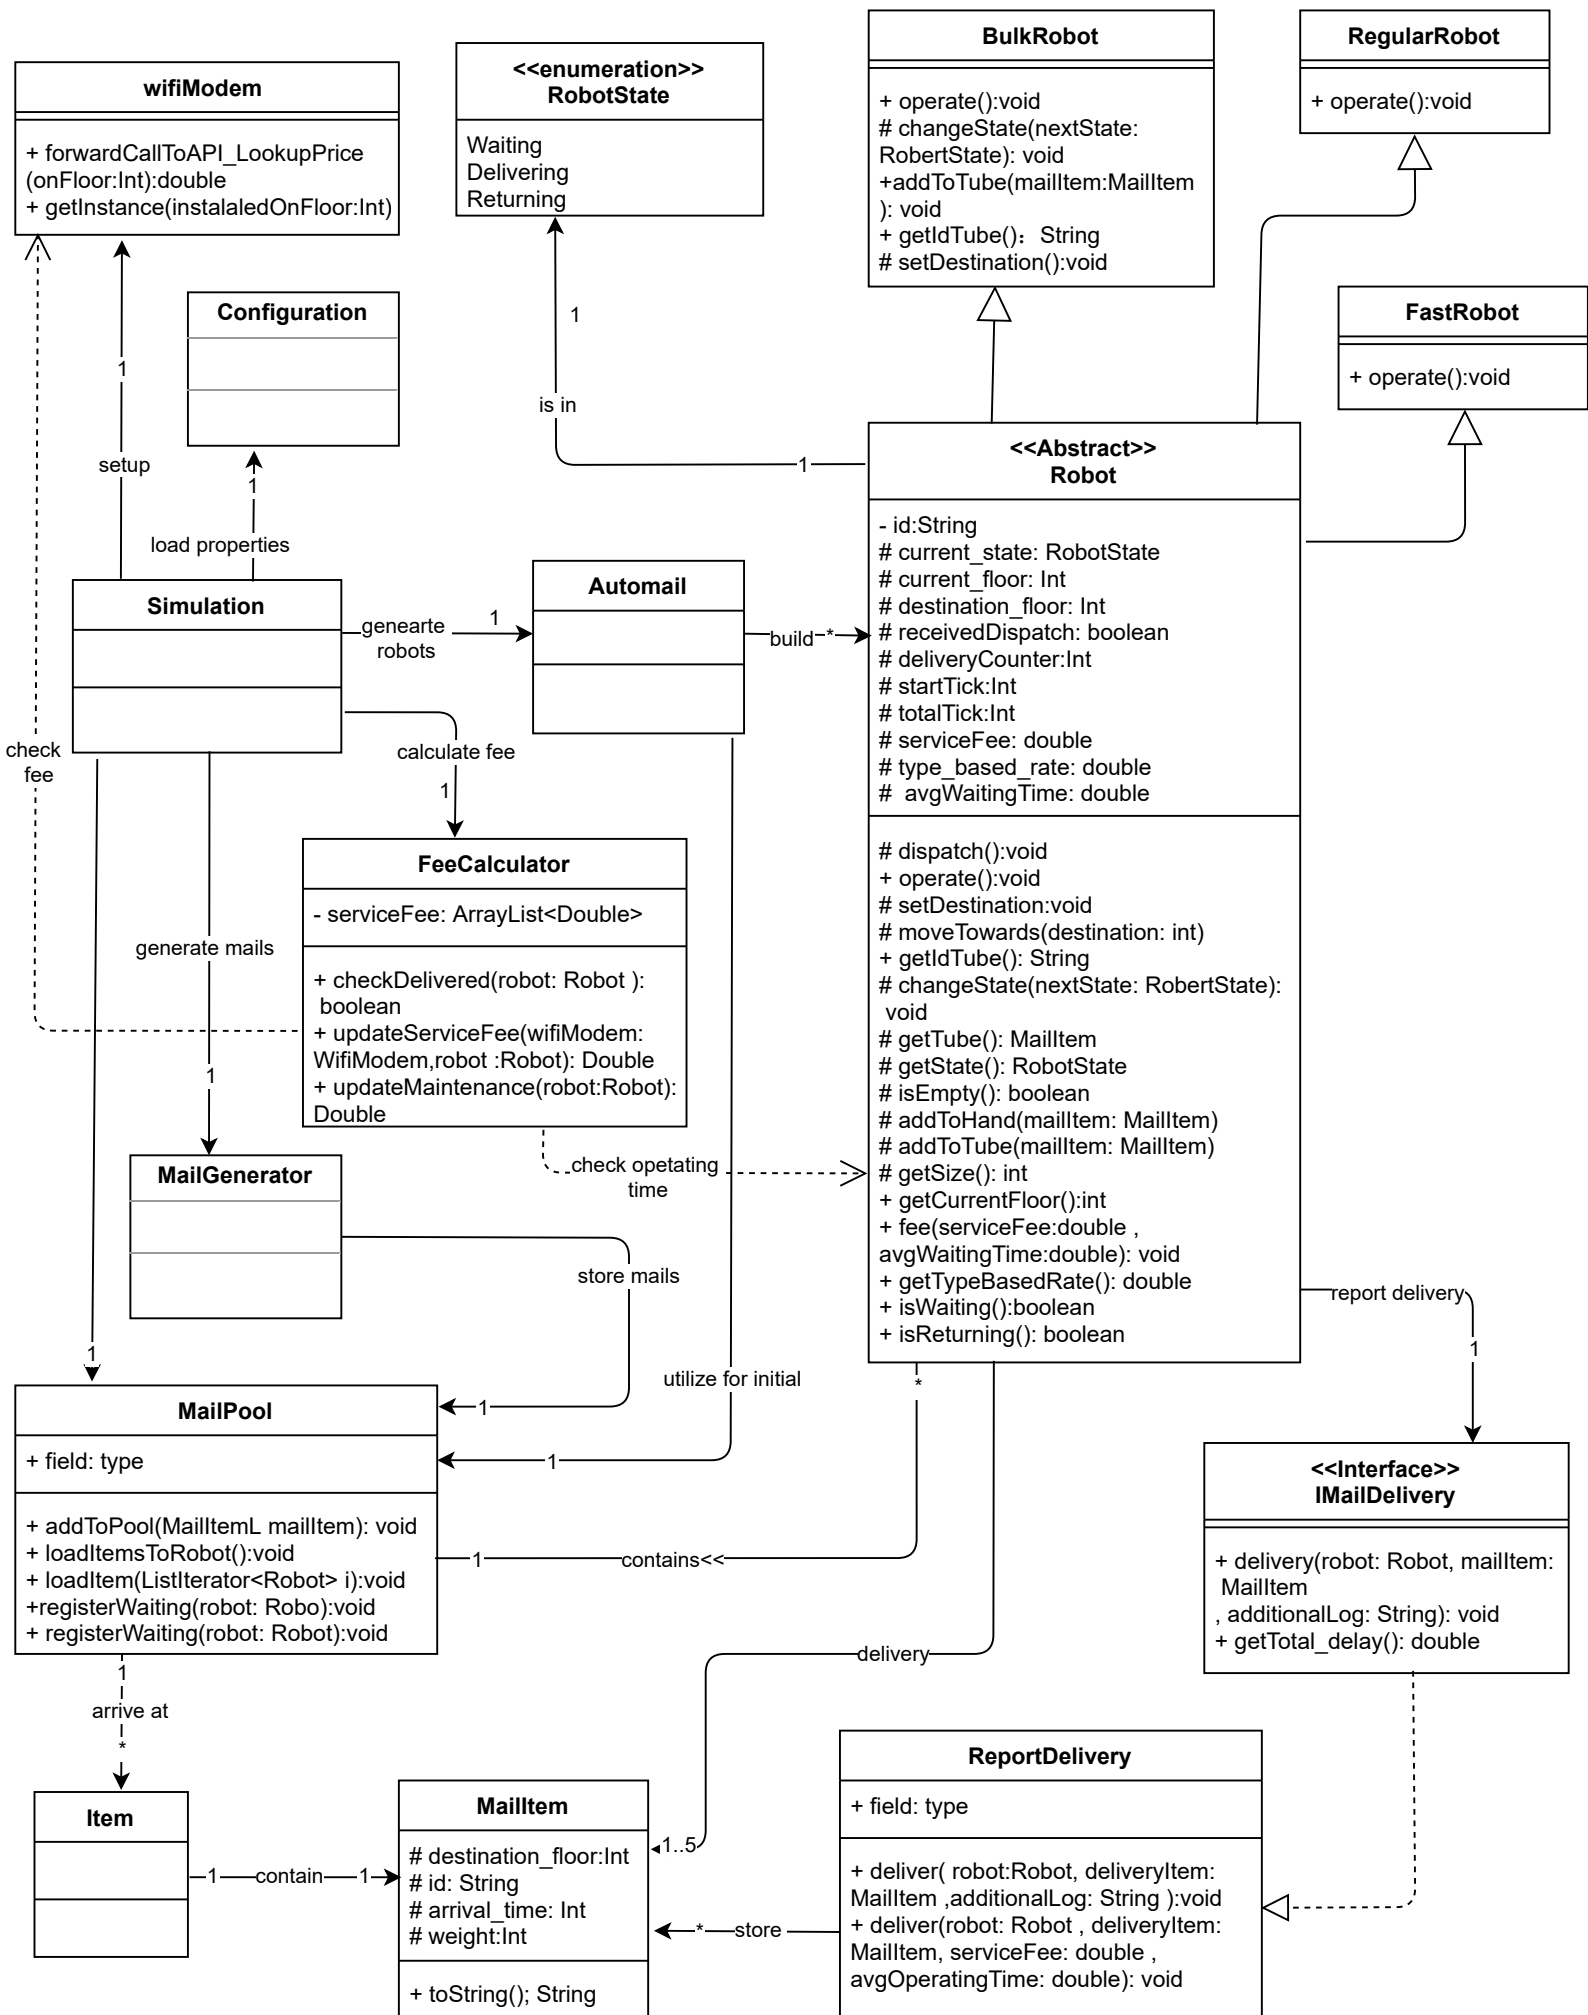 BulkRobot
+ operate():void
# changeState(nextState:
RobertState): void
+addToTube(mailItem:MailItem
): void
+ getIdTube()：String
# setDestination():void
RegularRobot
+ operate():void
<<enumeration>>
RobotState
Waiting
Delivering
Returning
wifiModem
+ forwardCallToAPI_LookupPrice
(onFloor:Int):double
+ getInstance(instalaledOnFloor:Int)
Configuration
FastRobot
+ operate():void
1
1
is in
1
setup
1
load properties
<<Abstract>>
Robot
- id:String
# current_state: RobotState
# current_floor: Int
# destination_floor: Int
# receivedDispatch: boolean
# deliveryCounter:Int
# startTick:Int
# totalTick:Int
# serviceFee: double
# type_based_rate: double
#  avgWaitingTime: double
# dispatch():void
+ operate():void
# setDestination:void
# moveTowards(destination: int)
+ getIdTube(): String
# changeState(nextState: RobertState):
void
# getTube(): MailItem
# getState(): RobotState
# isEmpty(): boolean
# addToHand(mailItem: MailItem)
# addToTube(mailItem: MailItem)
# getSize(): int
+ getCurrentFloor():int
+ fee(serviceFee:double ,
avgWaitingTime:double): void
+ getTypeBasedRate(): double
+ isWaiting():boolean
+ isReturning(): boolean
Simulation
genearte
robots
1
Automail
build
*
check
fee
calculate fee
1
FeeCalculator
- serviceFee: ArrayList<Double>
+ checkDelivered(robot: Robot ):
boolean
+ updateServiceFee(wifiModem:
WifiModem,robot :Robot): Double
+ updateMaintenance(robot:Robot):
Double
generate mails
1
check opetating
time
MailGenerator
store mails
1
1
utilize for initial
1
report delivery
1
MailPool
+ field: type
+ addToPool(MailItemL mailItem): void
+ loadItemsToRobot():void
+ loadItem(ListIterator<Robot> i):void
+registerWaiting(robot: Robo):void
+ registerWaiting(robot: Robot):void
*
1
contains<<
<<Interface>>
IMailDelivery
+ delivery(robot: Robot, mailItem:
MailItem
, additionalLog: String): void
+ getTotal_delay(): double
1
arrive at
*
delivery
1..5
Item
1
contain
1
MailItem
# destination_floor:Int
# id: String
# arrival_time: Int
# weight:Int
+ toString(); String
*
store
ReportDelivery
+ field: type
+ deliver( robot:Robot, deliveryItem:
MailItem ,additionalLog: String ):void
+ deliver(robot: Robot , deliveryItem:
MailItem, serviceFee: double ,
avgOperatingTime: double): void